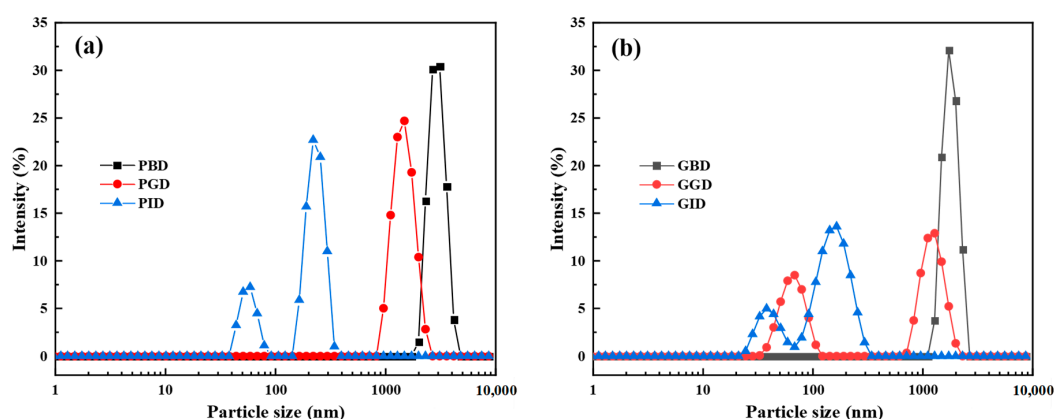 (a)
35
30
25
20
15
10
5
0
Intensity (%)
PBD
PGD
PID
1 10 100 1000 10,000
Particle size (nm)
(b)
35
30
25
20
15
10
5
0
Intensity (%)
GBD
GGD
GID
1 10 100 1000 10,000
Particle size (nm)